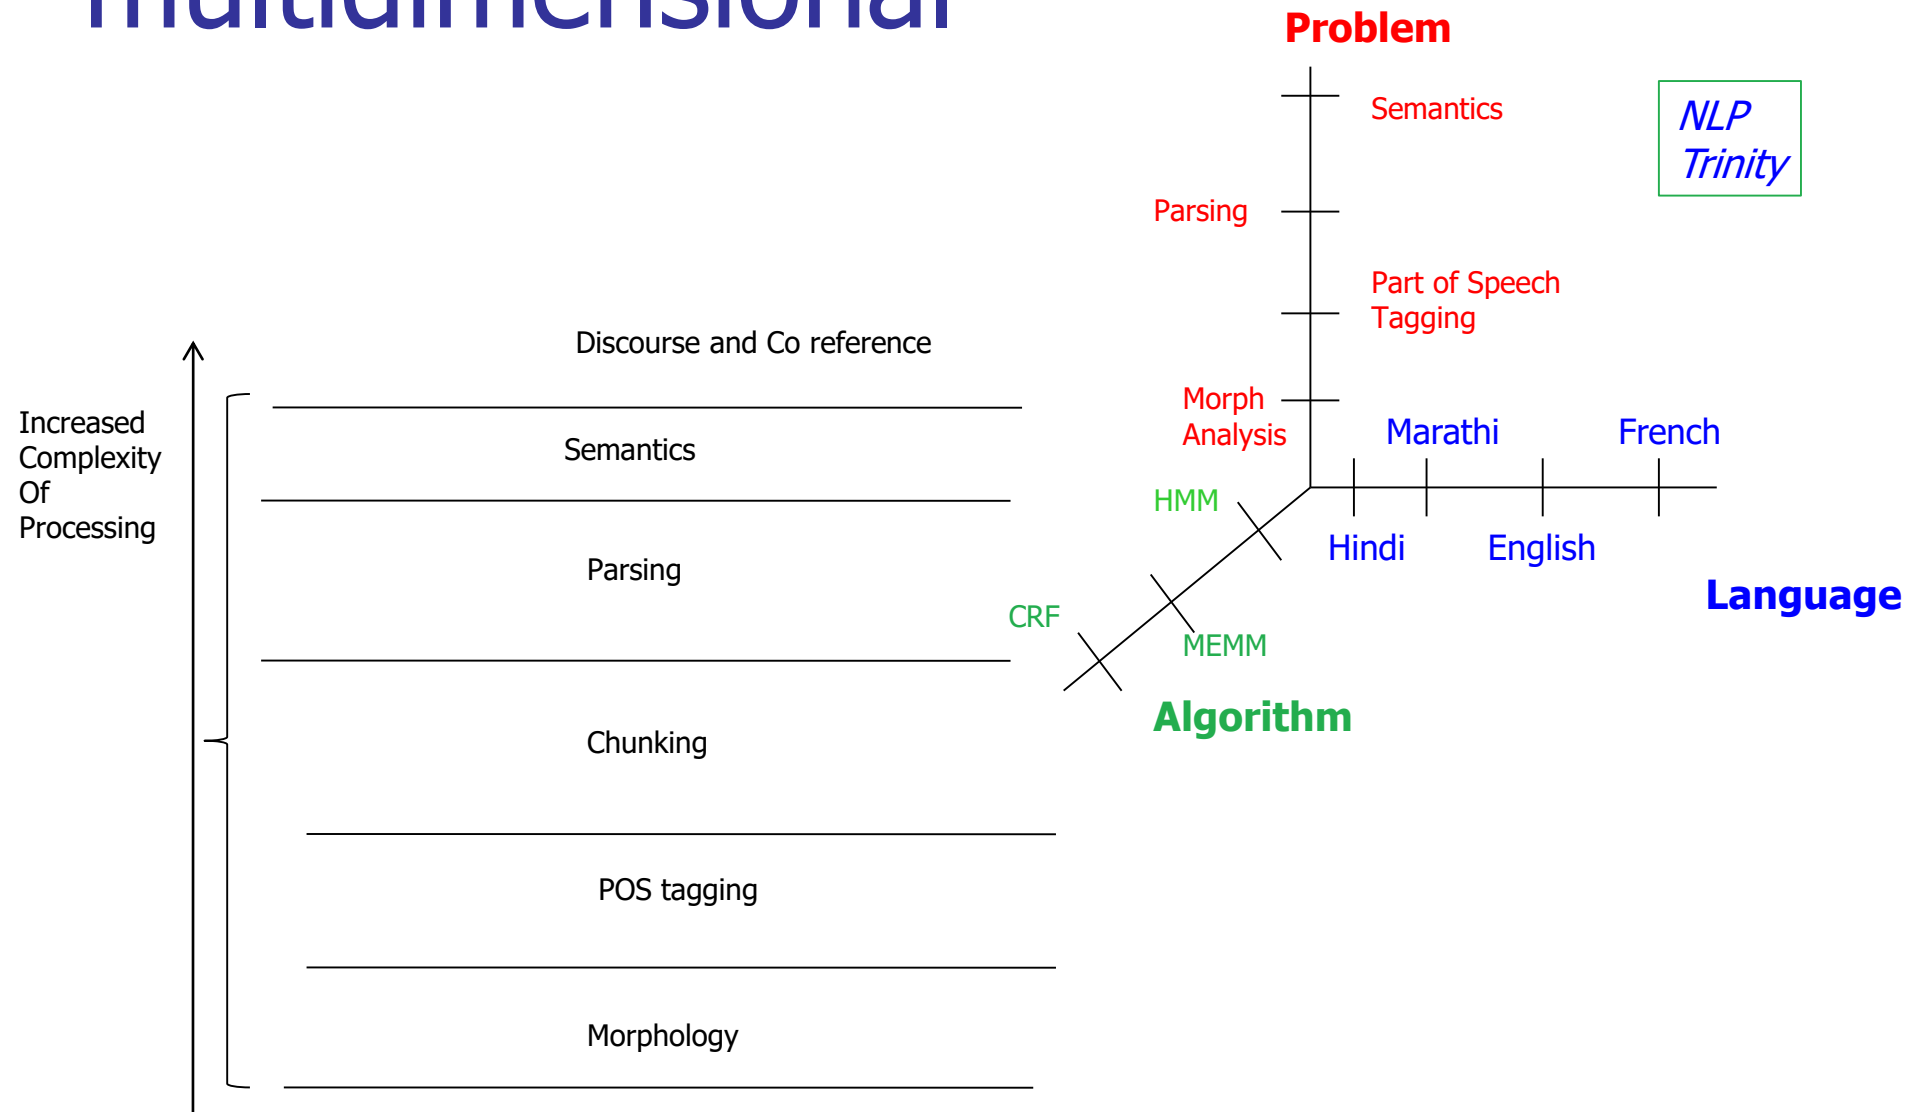 multidimensional
Problem
Semantics
NLP
Trinity
Parsing
Part of Speech
Tagging
Discourse and Co reference
Increased
Complexity
Of
Processing
Morph
Analysis
Marathi
French
Semantics
HMM
Hindi
English
Language
Parsing
CRF
MEMM
Algorithm
Chunking
POS tagging
Morphology